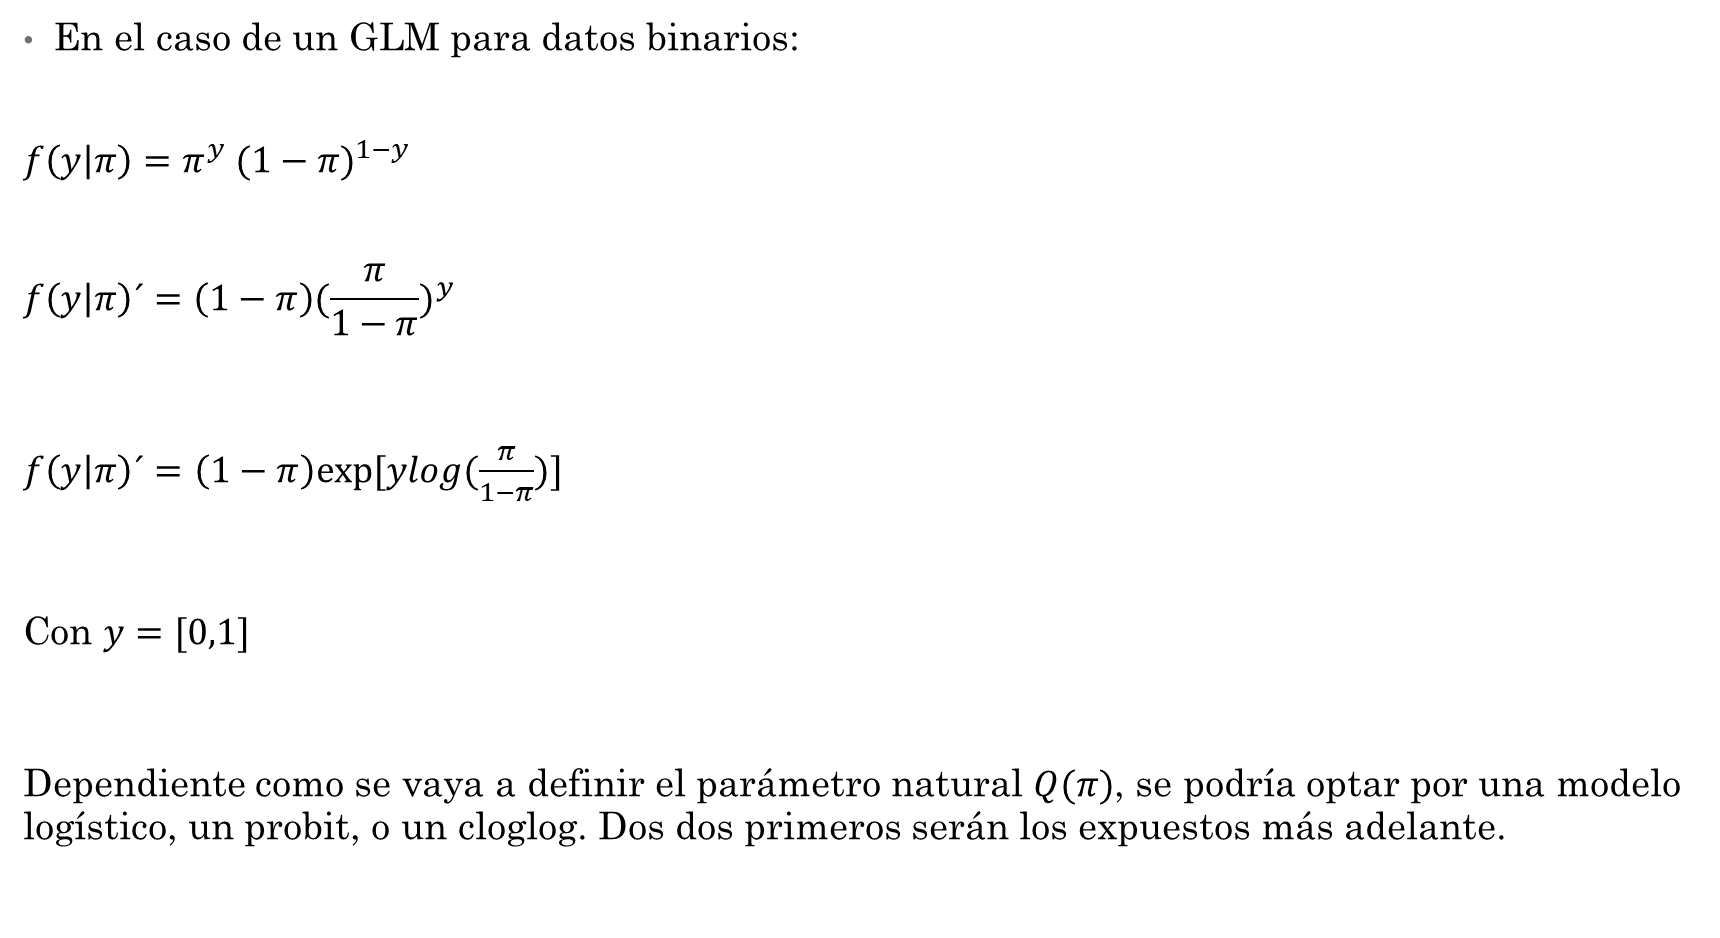 • En el caso de un GLM para datos binarios:
f(y|π) = π^y (1 − π)^{1−y}
f(y|π)´ = (1 − π)(\frac{π}{1 − π})^y
f(y|π)´ = (1 − π)exp[ylog(\frac{π}{1−π})]
Con y = [0,1]
Dependiente como se vaya a definir el parámetro natural Q(π), se podría optar por una modelo
logístico, un probit, o un cloglog. Dos dos primeros serán los expuestos más adelante.